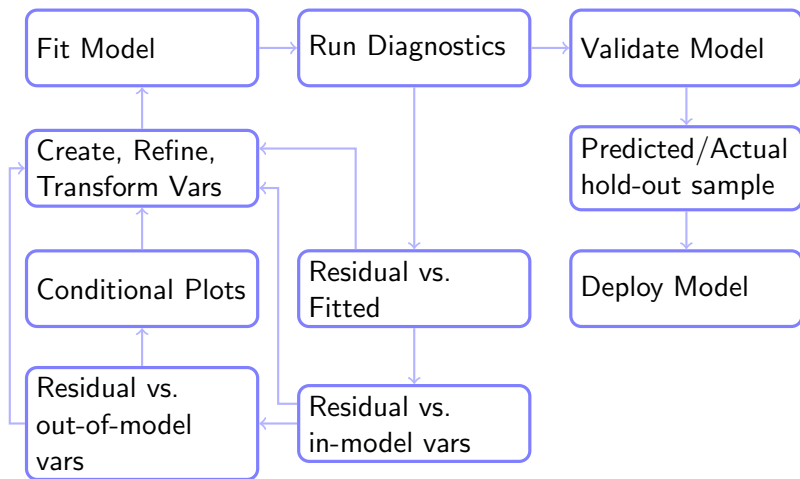 Fit Model
Run Diagnostics
Validate Model
Create, Refine,
Transform Vars
Predicted/Actual
hold-out sample
Conditional Plots
Residual vs.
Fitted
Deploy Model
Residual vs.
out-of-model
vars
Residual vs.
in-model vars